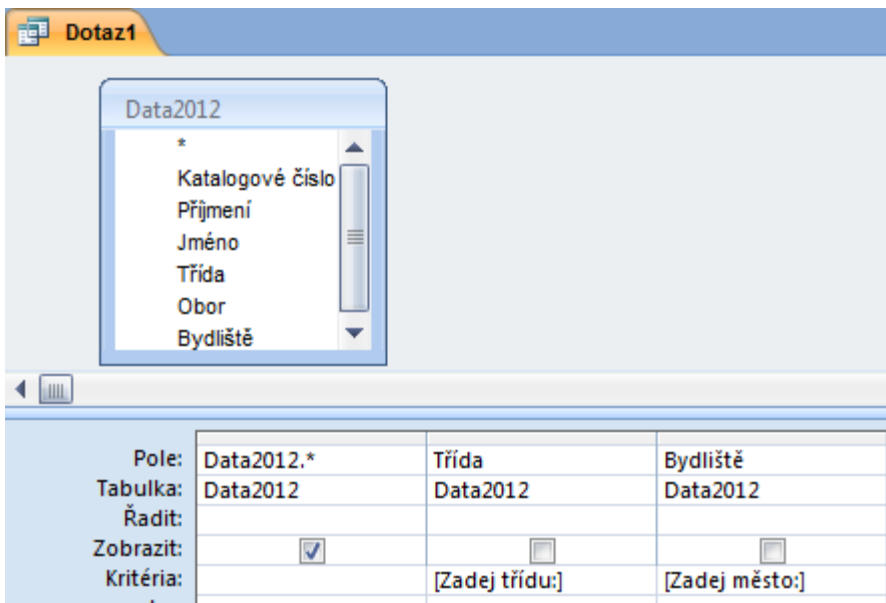 Dotaz1
Data2012
*
Katalogové číslo
Příjmení
Jméno
Třída
Obor
Bydliště
Pole: Data2012.* Třída Bydliště
Tabulka: Data2012 Data2012 Data2012
Řadit:
Zobrazit:
Kritéria: [Zadej třídu:] [Zadej město:]